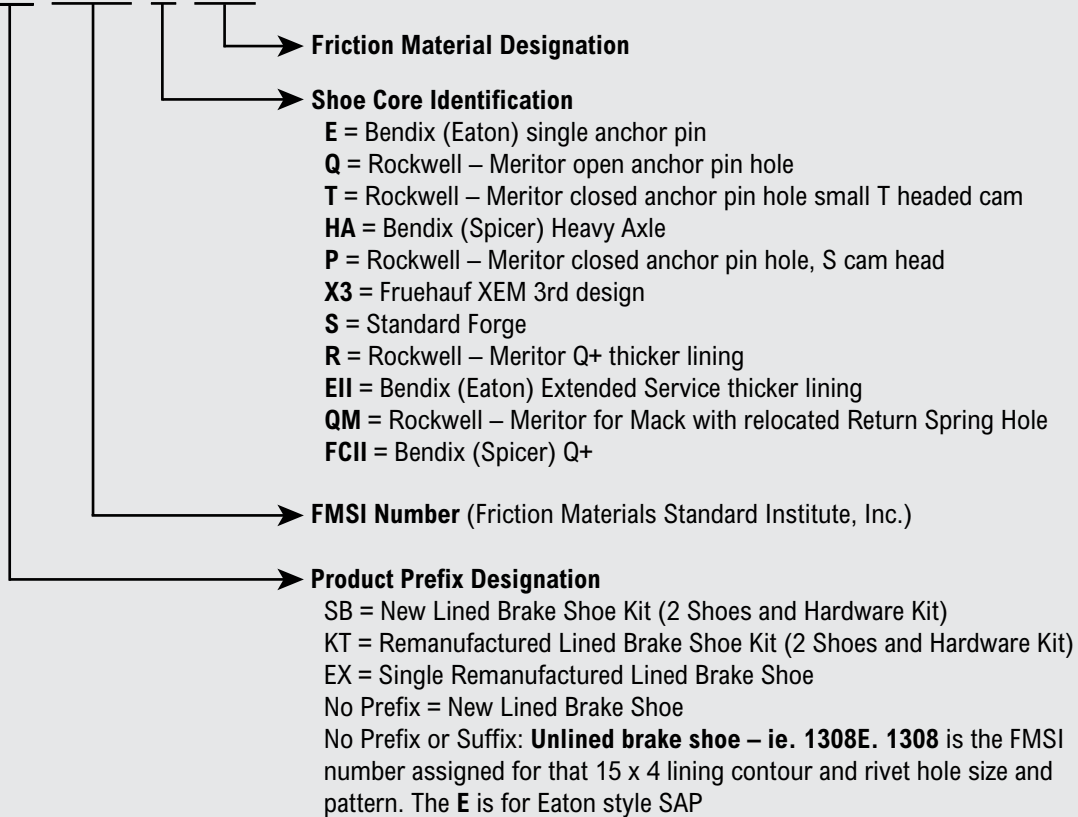 Friction Material Designation
Shoe Core Identification
E = Bendix (Eaton) single anchor pin
Q = Rockwell – Meritor open anchor pin hole
T = Rockwell – Meritor closed anchor pin hole small T headed cam
HA = Bendix (Spicer) Heavy Axle
P = Rockwell – Meritor closed anchor pin hole, S cam head
X3 = Fruehauf XEM 3rd design
S = Standard Forge
R = Rockwell – Meritor Q+ thicker lining
EII = Bendix (Eaton) Extended Service thicker lining
QM = Rockwell – Meritor for Mack with relocated Return Spring Hole
FCII = Bendix (Spicer) Q+
FMSI Number (Friction Materials Standard Institute, Inc.)
Product Prefix Designation
SB = New Lined Brake Shoe Kit (2 Shoes and Hardware Kit)
KT = Remanufactured Lined Brake Shoe Kit (2 Shoes and Hardware Kit)
EX = Single Remanufactured Lined Brake Shoe
No Prefix = New Lined Brake Shoe
No Prefix or Suffix: Unlined brake shoe – ie. 1308E. 1308 is the FMSI
number assigned for that 15 x 4 lining contour and rivet hole size and
pattern. The E is for Eaton style SAP